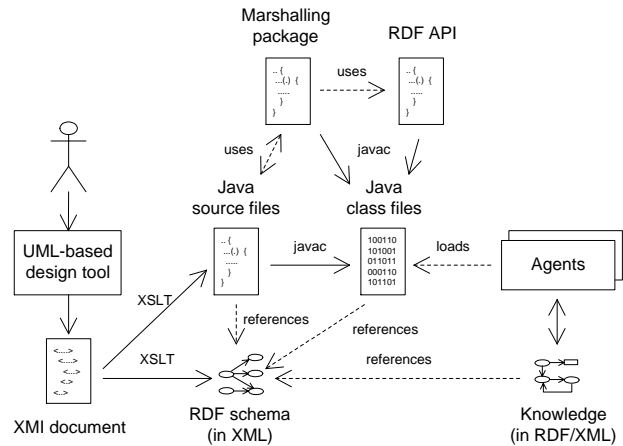 Marshalling
package
RDF API
.. {
...(.) {
.....
}
}
uses
.. {
...(.) {
.....
}
}
uses
javac
Java
source files
Java
class files
UML-based
design tool
.. {
...(.) {
.....
}
}
javac
100110
101001
011011
000110
101101
loads
Agents
XSLT
references
references
<....>
<....>
<....>
<.>
<..>
XSLT
references
XMI document
RDF schema
(in XML)
Knowledge
(in RDF/XML)